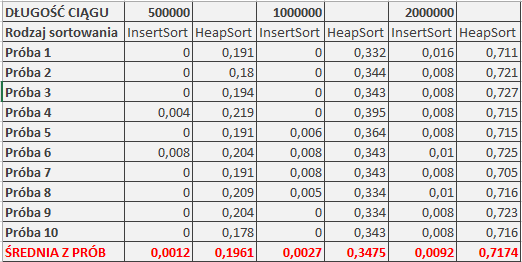 DŁUGOŚĆ CIĄGU 500000 1000000 2000000
Rodzaj sortowania InsertSort HeapSort InsertSort HeapSort InsertSort HeapSort
Próba 1 0 0,191 0 0,332 0,016 0,711
Próba 2 0 0,18 0 0,344 0,008 0,721
Próba 3 0 0,194 0 0,343 0,008 0,727
Próba 4 0,004 0,219 0 0,395 0,008 0,715
Próba 5 0 0,191 0,006 0,364 0,008 0,715
Próba 6 0,008 0,204 0,008 0,343 0,01 0,725
Próba 7 0 0,191 0,008 0,343 0,008 0,705
Próba 8 0 0,209 0,005 0,334 0,01 0,716
Próba 9 0 0,204 0 0,334 0,008 0,723
Próba 10 0 0,178 0 0,343 0,008 0,716
ŚREDNIA Z PRÓB 0,0012 0,1961 0,0027 0,3475 0,0092 0,7174